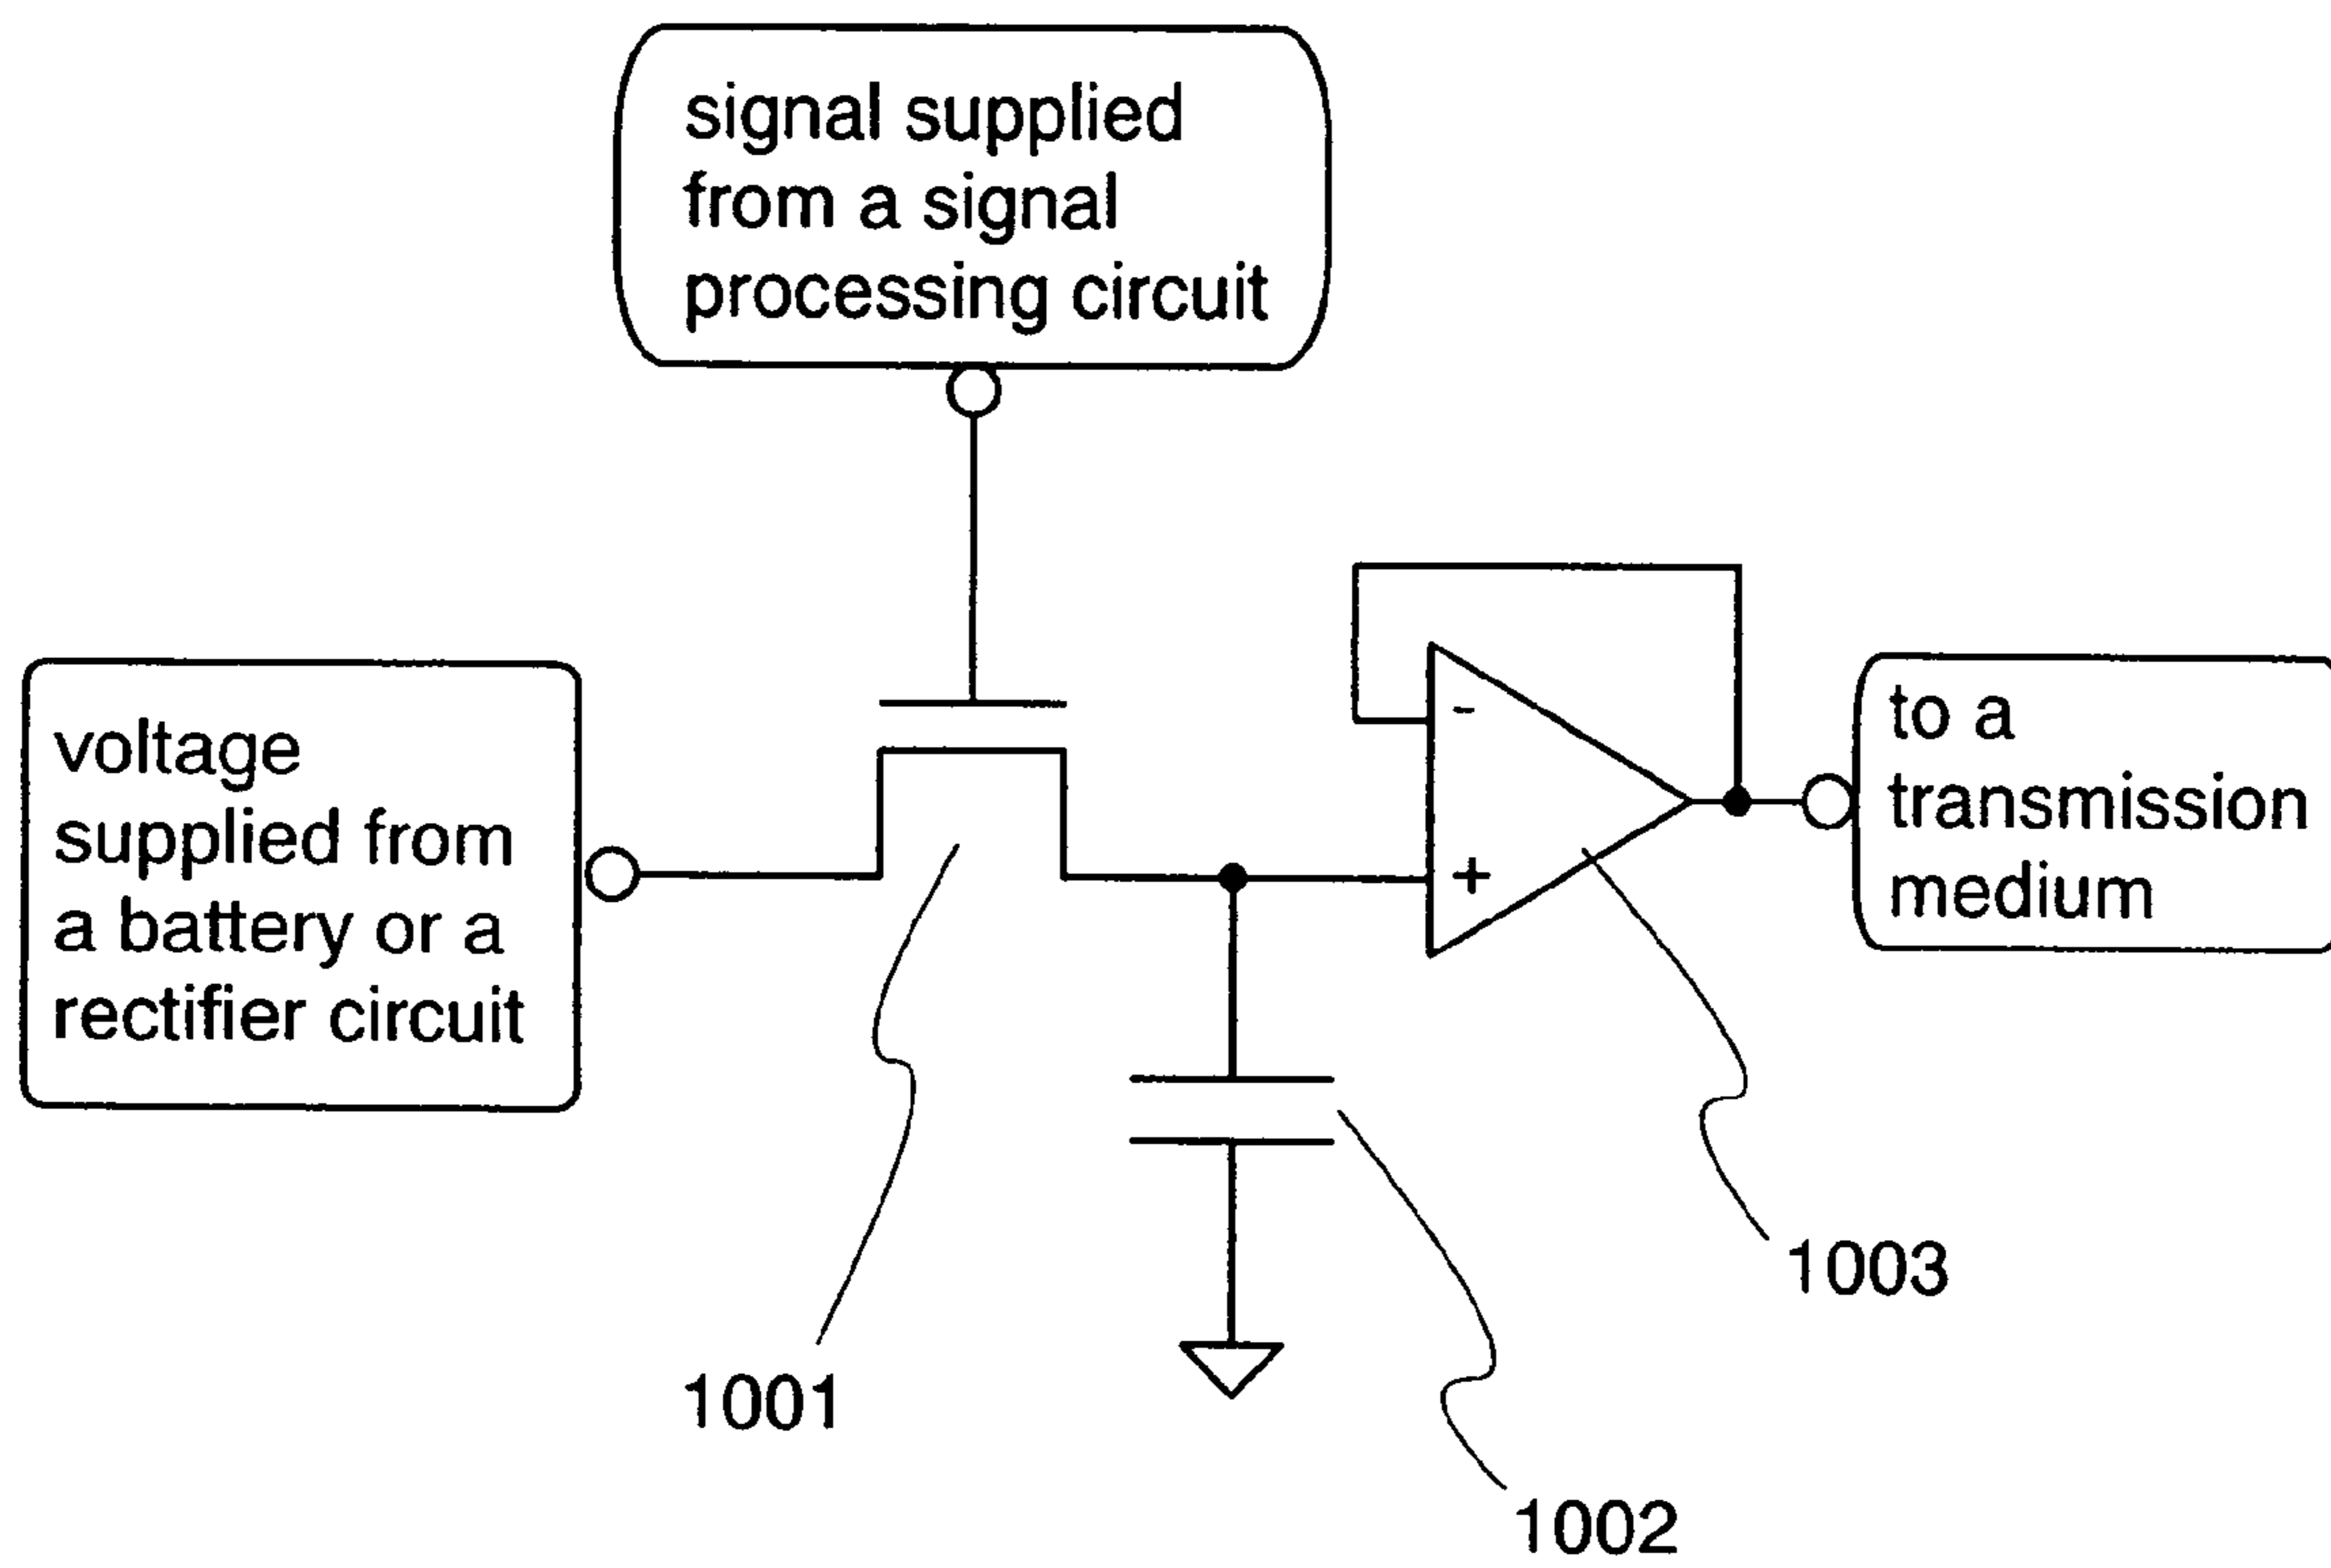 signal supplied
from a signal
processing circuit
voltage
supplied from
a battery or a
rectifier circuit
-
+
to a
transmission
medium
1001
1002
1003